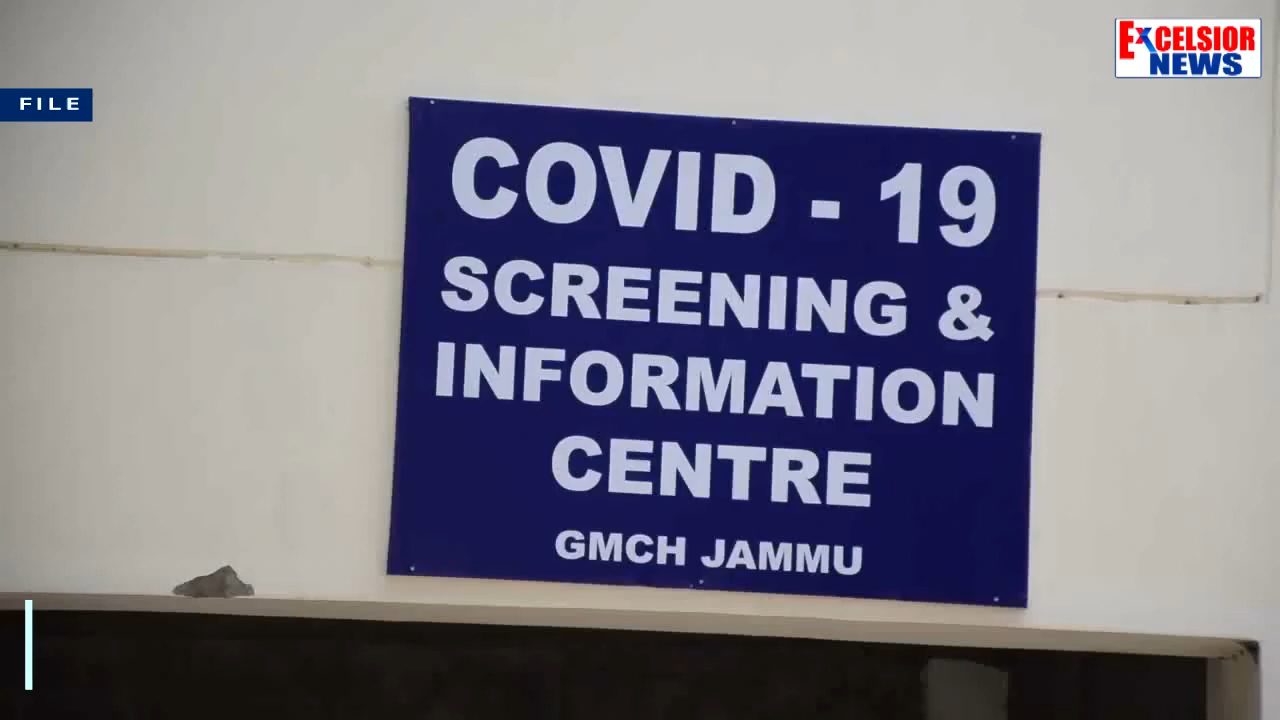 EXCELSIOR
NEWS
FILE
COVID - 19
SCREENING &
INFORMATION
CENTRE
GMCH JAMMU